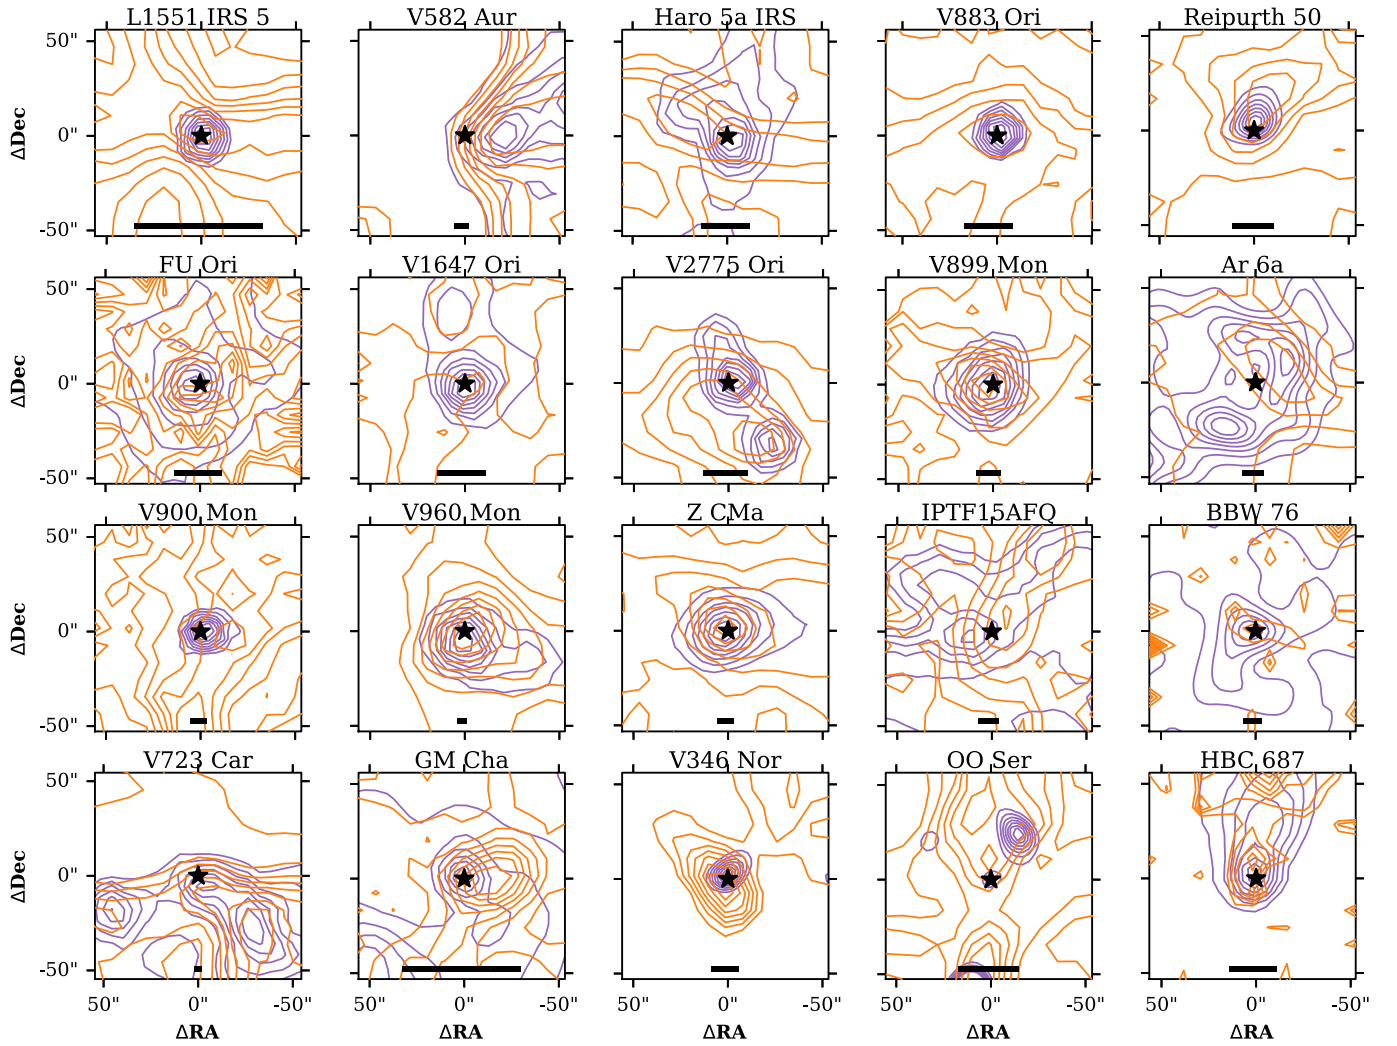 L1551 IRS 5 V582 Aur Haro 5a IRS V883 Ori Reipurth 50
50"
0"
-50"
ΔDec
FU Ori V1647 Ori V2775 Ori V899 Mon Ar 6a
50"
0"
-50"
ΔDec
V900 Mon V960 Mon Z CMa IPTF15AFQ BBW 76
50"
0"
-50"
ΔDec
V723 Car GM Cha V346 Nor OO Ser HBC 687
50"
0"
-50"
ΔDec
50" 0" -50" 50" 0" -50" 50" 0" -50" 50" 0" -50" 50" 0" -50"
ΔRA ΔRA ΔRA ΔRA ΔRA